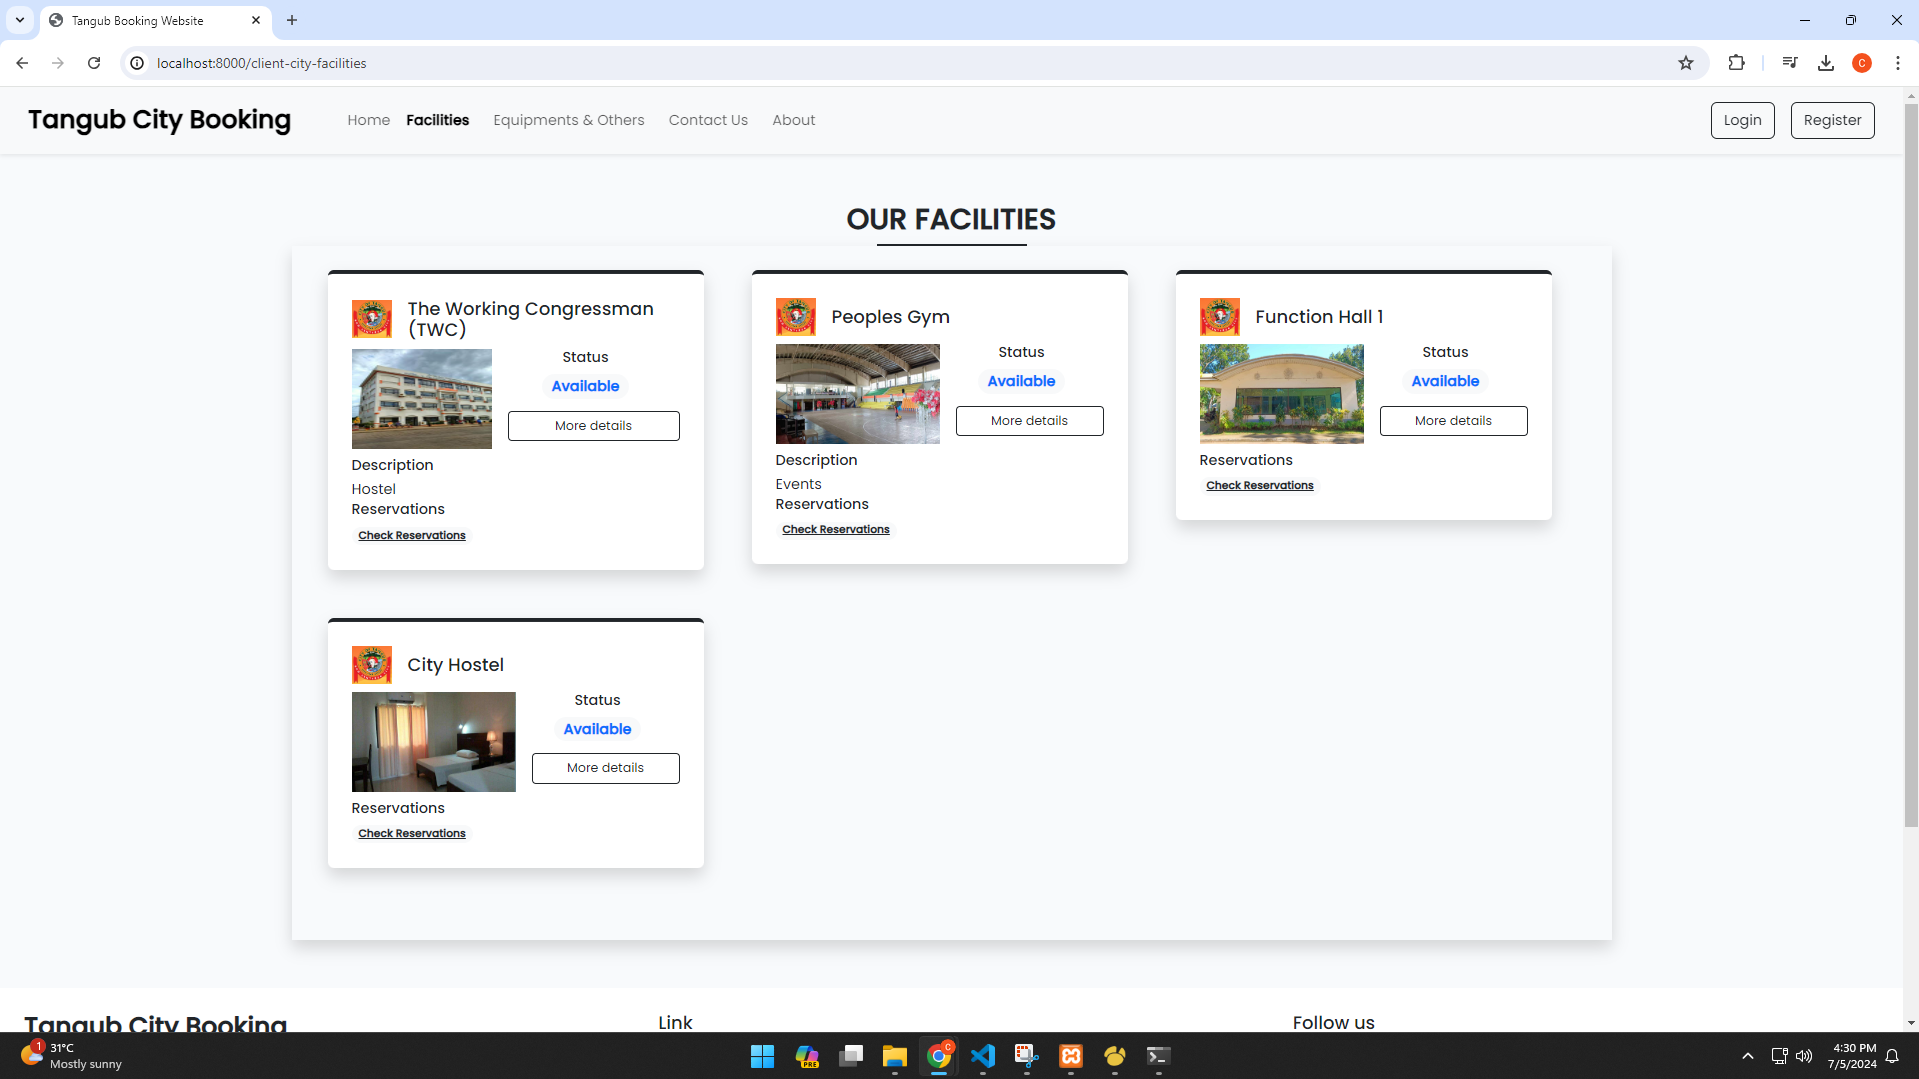 Tangub Booking Website
localhost:8000/client-city-facilities
C
Tangub City Booking
Home
Facilities
Equipments & Others
Contact Us
About
Login
Register
OUR FACILITIES
The Working Congressman
(TWC)
Status
Available
More details
Description
Hostel
Reservations
Check Reservations
Peoples Gym
Status
Available
More details
Description
Events
Reservations
Check Reservations
Function Hall 1
Status
Available
More details
Reservations
Check Reservations
City Hostel
Status
Available
More details
Reservations
Check Reservations
Tangub City Booking
Link
Follow us
1
31°C
Mostly sunny
PRE
C
4:30 PM
7/5/2024